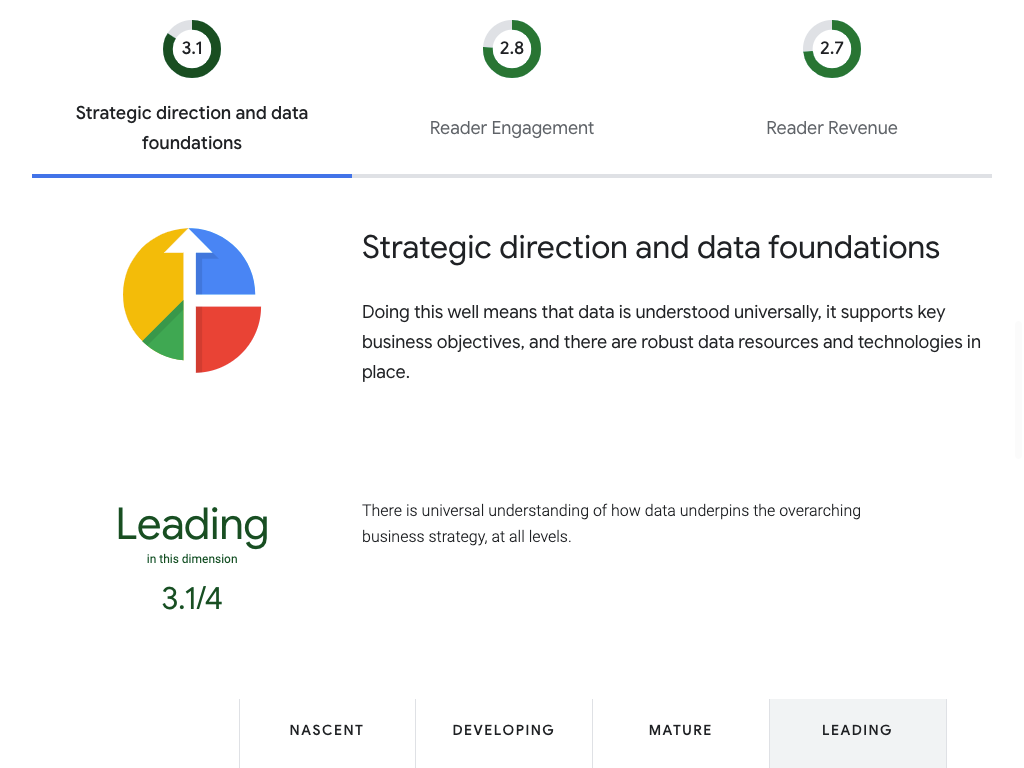 3.1
2.8
2.7
Strategic direction and data
foundations
Reader Engagement
Reader Revenue
Strategic direction and data foundations
Doing this well means that data is understood universally, it supports key
business objectives, and there are robust data resources and technologies in
place.
Leading
in this dimension
3.1/4
There is universal understanding of how data underpins the overarching
business strategy, at all levels.
NASCENT
DEVELOPING
MATURE
LEADING